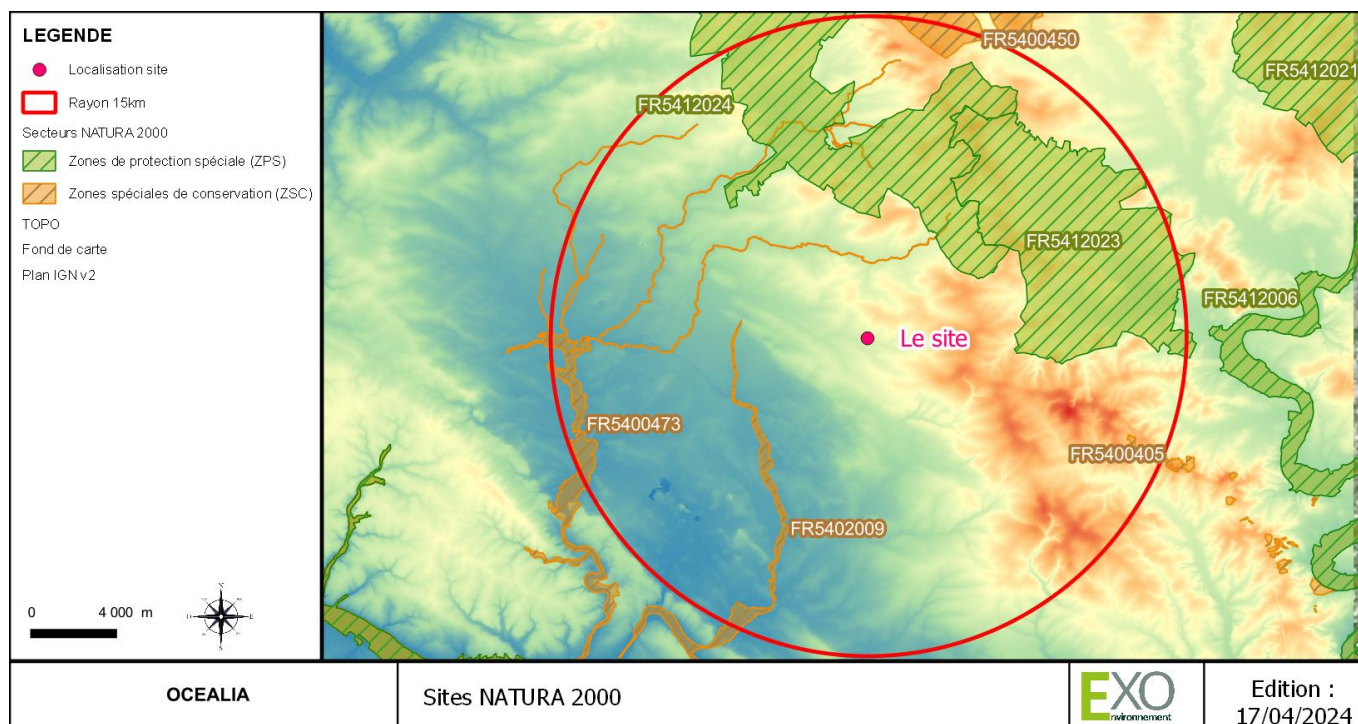 LEGENDE
Localisation site
Rayon 15km
Secteurs NATURA 2000
Zones de protection spéciale (ZPS)
Zones spéciales de conservation (ZSC)
TOPO
Fond de carte
Plan IGN v2
0 4 000 m
FR5400450
FR5412021
FR5412024
FR5412023
FR5412006
Le site
FR5400473
FR5400405
FR5402009
OCEALIA
Sites NATURA 2000
EXO
nvironnement
Edition :
17/04/2024